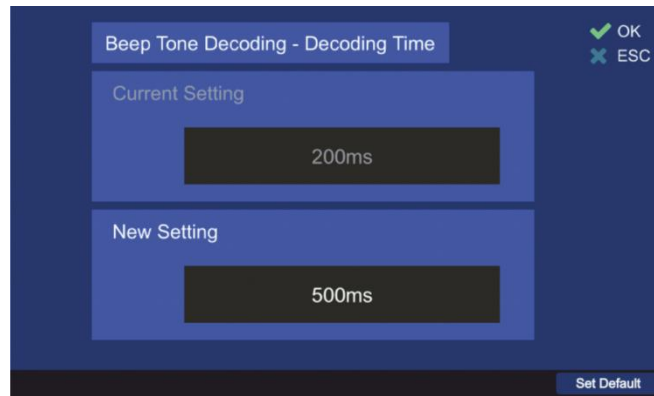 Beep Tone Decoding - Decoding Time
OK
ESC
Current Setting
200ms
New Setting
500ms
Set Default